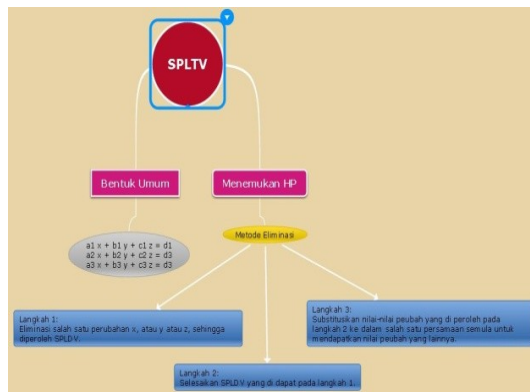 SPLTV
Bentuk Umum
Menemukan HP
a1 x + b1 y + c1 z = d1
a2 x + b2 y + c2 z = d3
a3 x + b3 y + c3 z = d3
Metode Eliminasi
Langkah 1:
Eliminasi salah satu perubahan x, atau y atau z, sehingga
diperoleh SPLDV.
Langkah 2:
Selesaikan SPLDV yang di dapat pada langkah 1.
Langkah 3:
Substitusikan nilai-nilai peubah yang di peroleh pada
langkah 2 ke dalam salah satu persamaan semula untuk
mendapatkan nilai peubah yang lainnya.